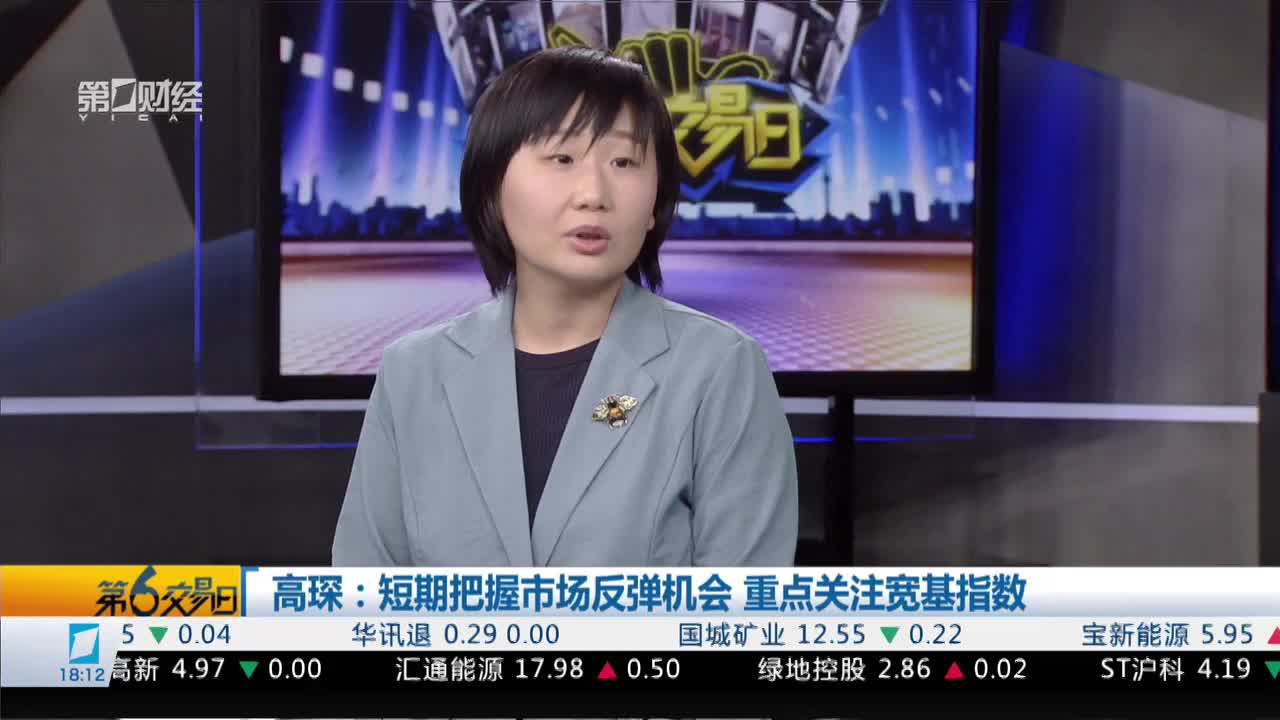 第一财经
YICAI
交易日
第6交易日
高琛：短期把握市场反弹机会 重点关注宽基指数
5 ▼ 0.04 华讯退 0.29 0.00 国城矿业 12.55 ▼ 0.22 宝新能源 5.95 ▲
18:12
高新 4.97 ▼ 0.00 汇通能源 17.98 ▲ 0.50 绿地控股 2.86 ▲ 0.02 ST沪科 4.19 ▼